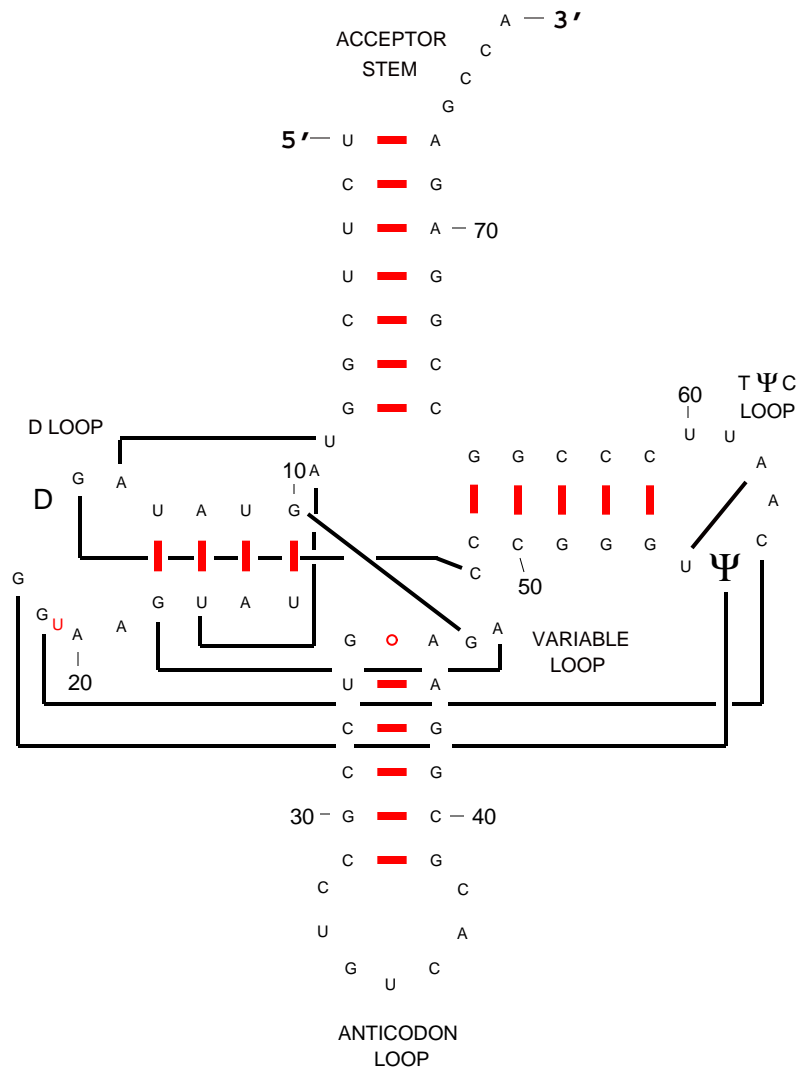 A 3′
ACCEPTOR
STEM
C
C
G
5′ U A
C G
U A 70
U G
C G
G C
G C
60
T Ψ C
LOOP
D LOOP
U
U U
G A
10 A
G G C C C
A
D
U A U G
A
C C G G G U Ψ C
C
50
G
G U A A G U A U
20
G A G A
VARIABLE
LOOP
U A
C G
C G
30 G C 40
C G
C C
U A
G C
U
ANTICODON
LOOP